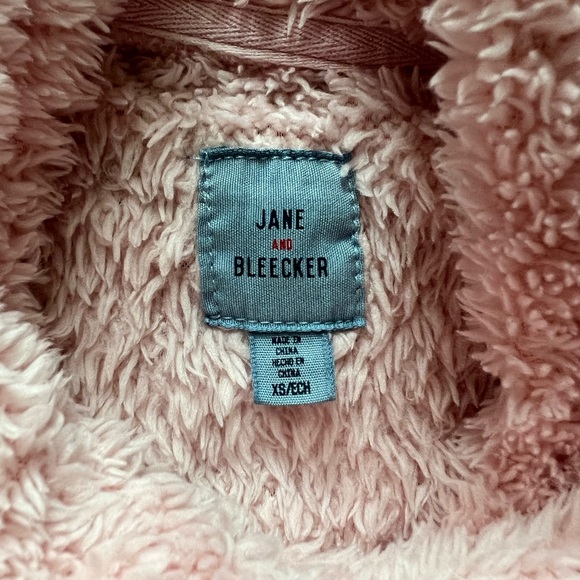 JANE
AND
BLEECKER
MADE IN
CHINA
HECHO EN
CHINA
XS/ECH